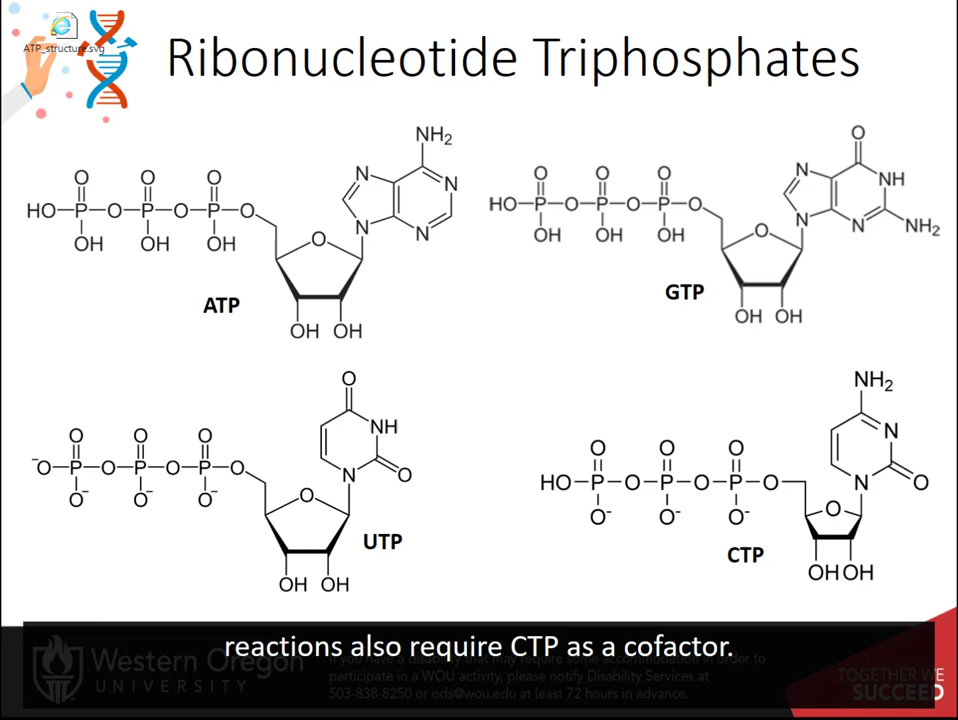 ATP_structure.svg
Ribonucleotide Triphosphates
NH₂
O O O N N
HO P O P O P O
OH OH OH N N
O
OH OH
ATP
O
O O O N NH
HO P O P O P O
OH OH OH N N NH₂
O
OH OH
GTP
O
O O O NH
⁻O P O P O P O
O⁻ O⁻ O⁻ N O
O
OH OH
UTP
NH₂
O O O N
HO P O P O P O N O
O⁻ O⁻ O⁻ O
OH OH
CTP
reactions also require CTP as a cofactor.
Western Oregon
UNIVERSITY
If you have a disability that may require some accommodation in order to
participate in a WOU activity, please notify Disability Services at
503-838-8250 or ods@wou.edu at least 72 hours in advance.
TOGETHER WE
SUCCEED